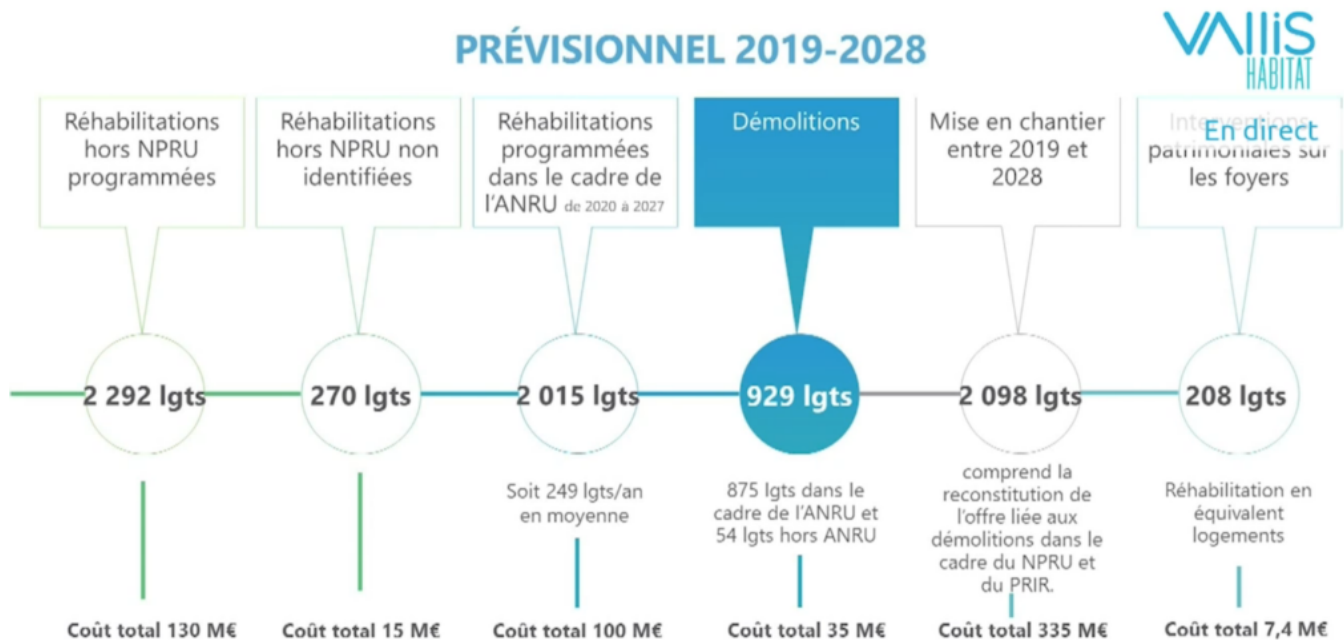 PRÉVISIONNEL 2019-2028
VALLIS
HABITAT
En direct
Réhabilitations
hors NPRU
programmées
Réhabilitations
hors NPRU non
identifiées
Réhabilitations
programmées
dans le cadre de
l'ANRU de 2020 à 2027
Démolitions
Mise en chantier
entre 2019 et
2028
Interventions
patrimoniales sur
les foyers
2 292 lgts
270 lgts
2 015 lgts
929 lgts
2 098 lgts
208 lgts
Soit 249 lgts/an
en moyenne
875 lgts dans le
cadre de l'ANRU et
54 lgts hors ANRU
comprend la
reconstitution de
l'offre liée aux
démolitions dans le
cadre du NPRU et
du PRIR.
Réhabilitation en
équivalent
logements
Coût total 130 M€
Coût total 15 M€
Coût total 100 M€
Coût total 35 M€
Coût total 335 M€
Coût total 7,4 M€